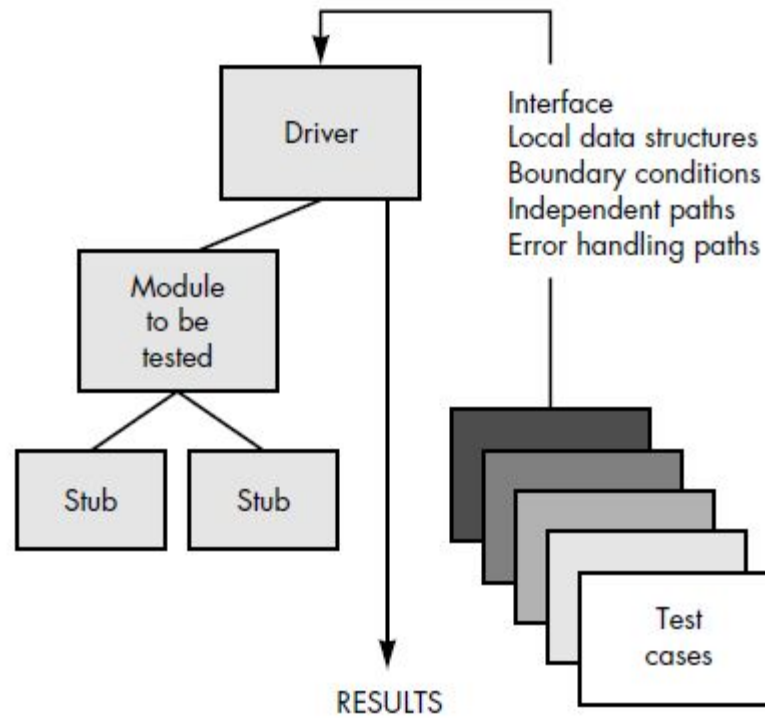 Driver
Interface
Local data structures
Boundary conditions
Independent paths
Error handling paths
Module
to be
tested
Stub
Stub
Test
cases
RESULTS